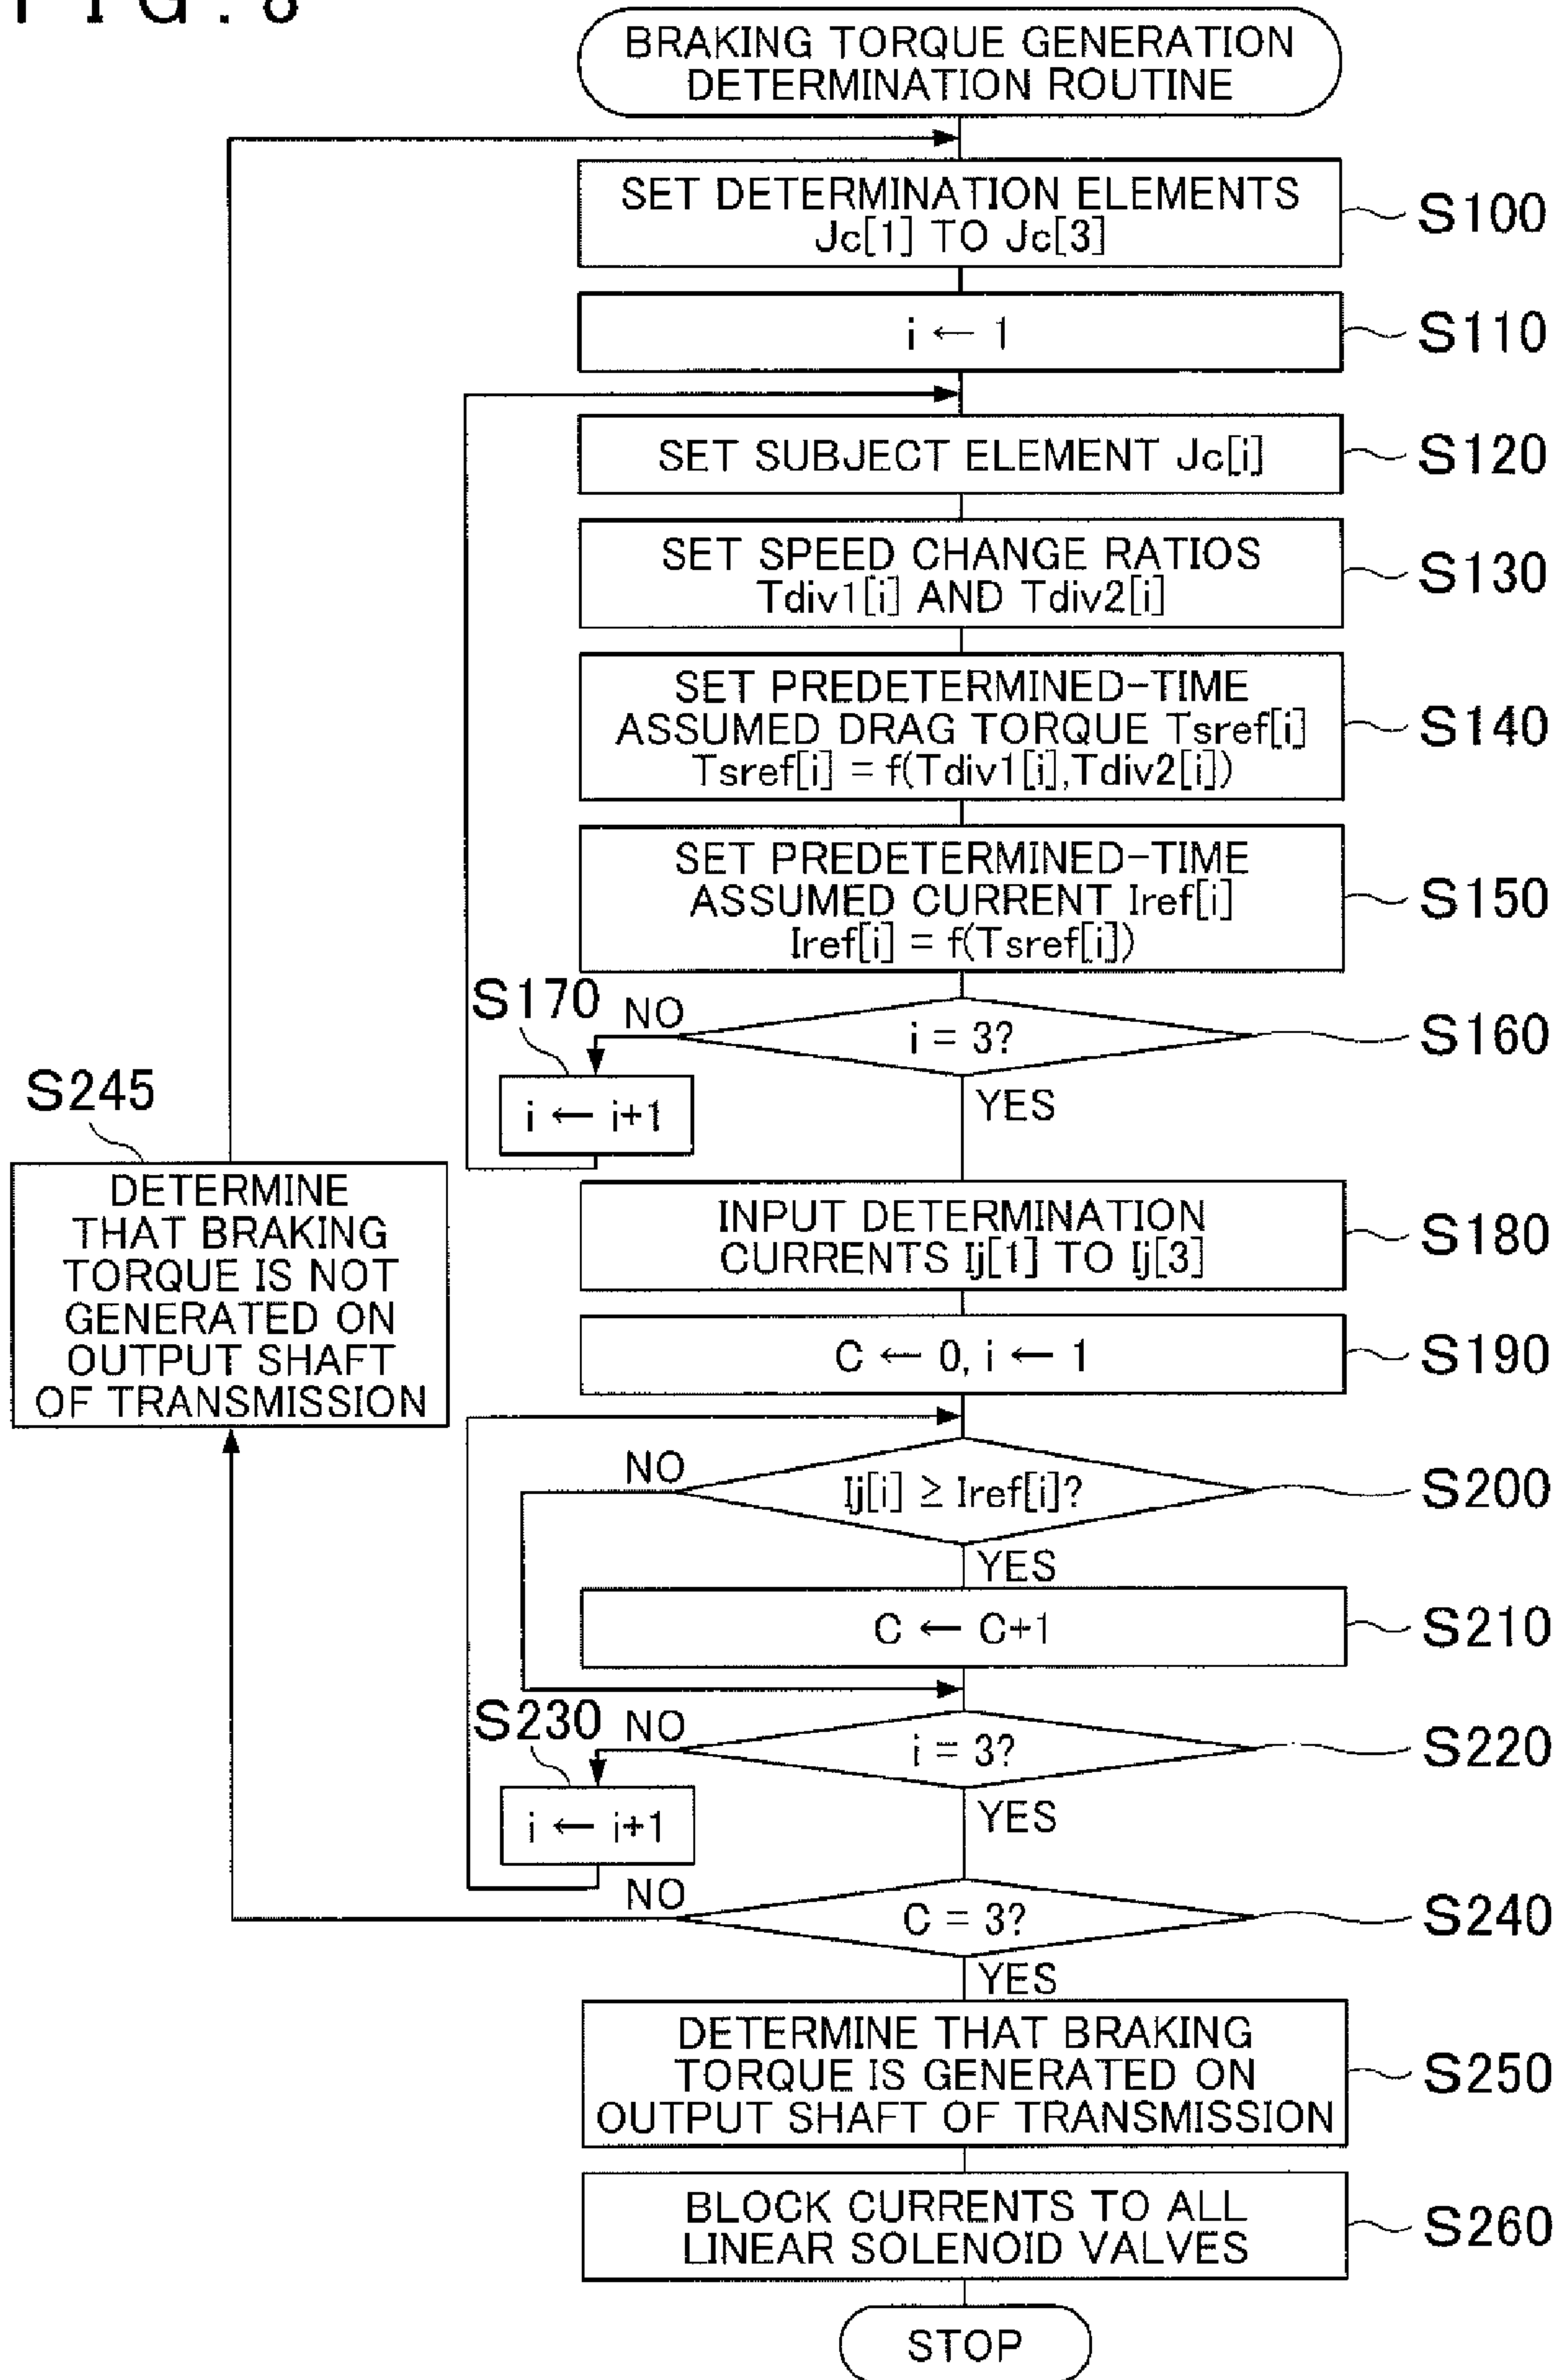 FIG. 8
BRAKING TORQUE GENERATION
DETERMINATION ROUTINE
SET DETERMINATION ELEMENTS
Jc[1] TO Jc[3]
S100
i ← 1
S110
SET SUBJECT ELEMENT Jc[i]
S120
SET SPEED CHANGE RATIOS
Tdiv1[i] AND Tdiv2[i]
S130
SET PREDETERMINED-TIME
ASSUMED DRAG TORQUE Tsref[i]
Tsref[i] = f(Tdiv1[i],Tdiv2[i])
S140
SET PREDETERMINED-TIME
ASSUMED CURRENT Iref[i]
Iref[i] = f(Tsref[i])
S150
S170
NO
i = 3?
S160
i ← i+1
YES
S245
DETERMINE
THAT BRAKING
TORQUE IS NOT
GENERATED ON
OUTPUT SHAFT
OF TRANSMISSION
INPUT DETERMINATION
CURRENTS Ij[1] TO Ij[3]
S180
C ← 0, i ← 1
S190
NO
Ij[i] ≥ Iref[i]?
S200
YES
C ← C+1
S210
S230
NO
i = 3?
S220
i ← i+1
YES
NO
C = 3?
S240
YES
DETERMINE THAT BRAKING
TORQUE IS GENERATED ON
OUTPUT SHAFT OF TRANSMISSION
S250
BLOCK CURRENTS TO ALL
LINEAR SOLENOID VALVES
S260
STOP